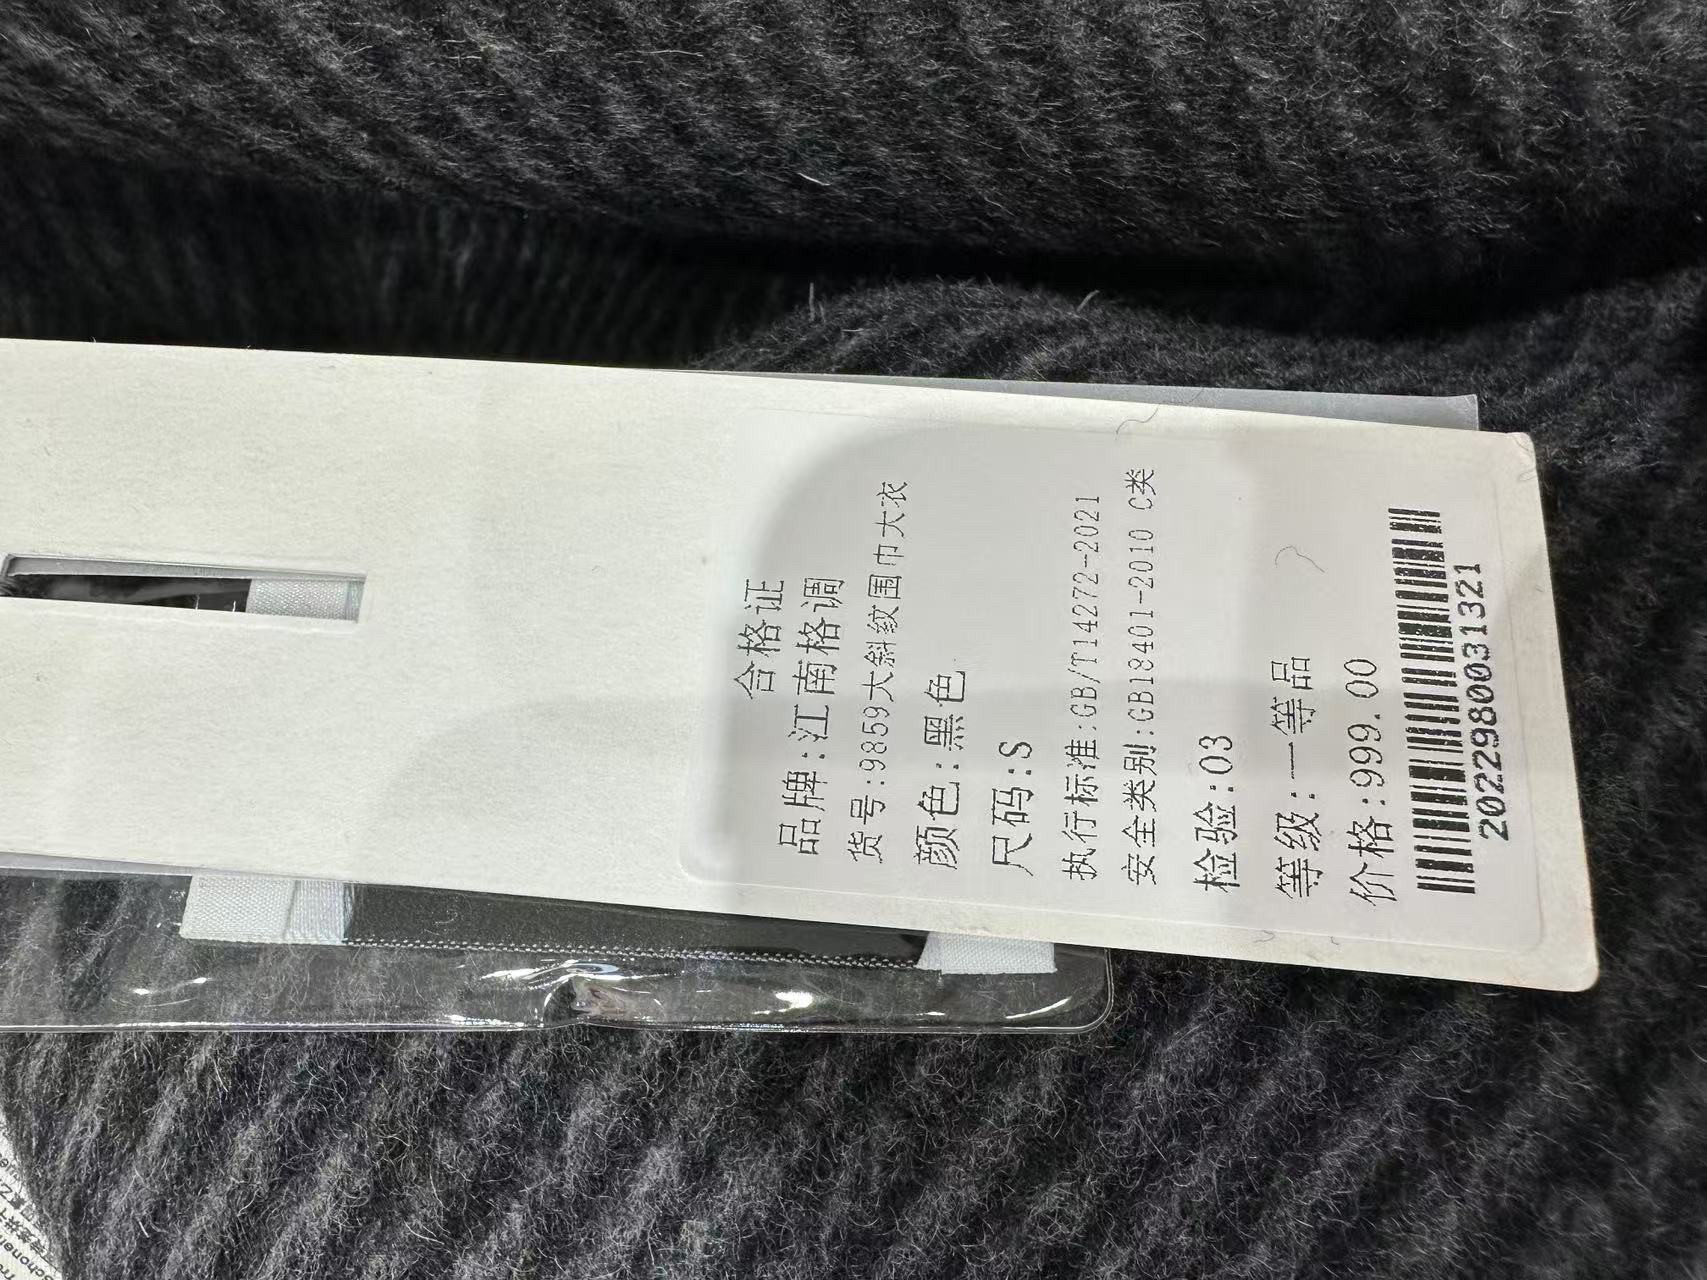 合格证
品牌:江南格调
货号:9859大斜纹围巾大衣
颜色:黑色
尺码:S
执行标准:GB/T14272-2021
安全类别:GB18401-2010 C类
检验:03
等级:一等品
价格:999.00
2022980031321